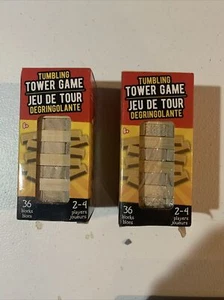 TUMBLING
TOWER GAME
JEU DE TOUR
DEGRINGOLANTE
36
blocks
blocs
2-4
players
joueurs
TUMBLING
TOWER GAME
JEU DE TOUR
DEGRINGOLANTE
36
blocks
blocs
2-4
players
joueurs